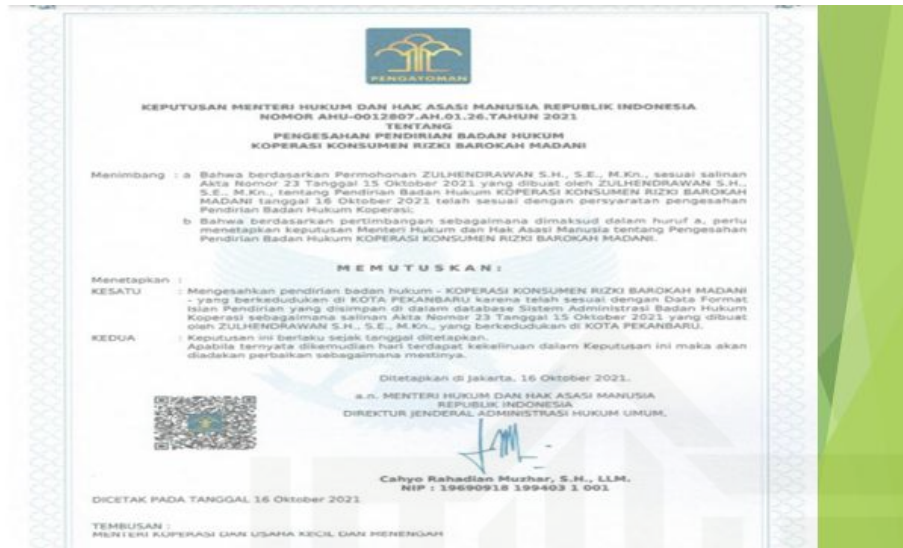 PENGAYOMAN
KEPUTUSAN MENTERI HUKUM DAN HAK ASASI MANUSIA REPUBLIK INDONESIA
NOMOR AHU-0012807.AH.01.26.TAHUN 2021
TENTANG
PENGESAHAN PENDIRIAN BADAN HUKUM
KOPERASI KONSUMEN RIZKI BAROKAH MADANI
Menimbang : a Bahwa berdasarkan Permohonan ZULHENDRAWAN S.H., S.E., M.Kn., sesuai salinan
Akta Nomor 23 Tanggal 15 Oktober 2021 yang dibuat oleh ZULHENDRAWAN S.H.,
S.E., M.Kn., tentang Pendirian Badan Hukum KOPERASI KONSUMEN RIZKI BAROKAH
MADANI tanggal 16 Oktober 2021 telah sesuai dengan persyaratan pengesahan
Pendirian Badan Hukum Koperasi;
b Bahwa berdasarkan pertimbangan sebagaimana dimaksud dalam huruf a, perlu
menetapkan keputusan Menteri Hukum dan Hak Asasi Manusia tentang Pengesahan
Pendirian Badan Hukum KOPERASI KONSUMEN RIZKI BAROKAH MADANI.
MEMUTUSKAN:
Menetapkan :
KESATU : Mengesahkan pendirian badan hukum - KOPERASI KONSUMEN RIZKI BAROKAH MADANI
- yang berkedudukan di KOTA PEKANBARU karena telah sesuai dengan Data Format
Isian Pendirian yang disimpan di dalam database Sistem Administrasi Badan Hukum
Koperasi sebagaimana salinan Akta Nomor 23 Tanggal 15 Oktober 2021 yang dibuat
oleh ZULHENDRAWAN S.H., S.E., M.Kn., yang berkedudukan di KOTA PEKANBARU.
KEDUA : Keputusan ini berlaku sejak tanggal ditetapkan.
Apabila ternyata dikemudian hari terdapat kekeliruan dalam Keputusan ini maka akan
diadakan perbaikan sebagaimana mestinya.
Ditetapkan di Jakarta, 16 Oktober 2021.
a.n. MENTERI HUKUM DAN HAK ASASI MANUSIA
REPUBLIK INDONESIA
DIREKTUR JENDERAL ADMINISTRASI HUKUM UMUM,
Cahyo Rahadian Muzhar, S.H., LLM.
NIP : 19690918 199403 1 001
DICETAK PADA TANGGAL 16 Oktober 2021
TEMBUSAN :
MENTERI KOPERASI DAN USAHA KECIL DAN MENENGAH